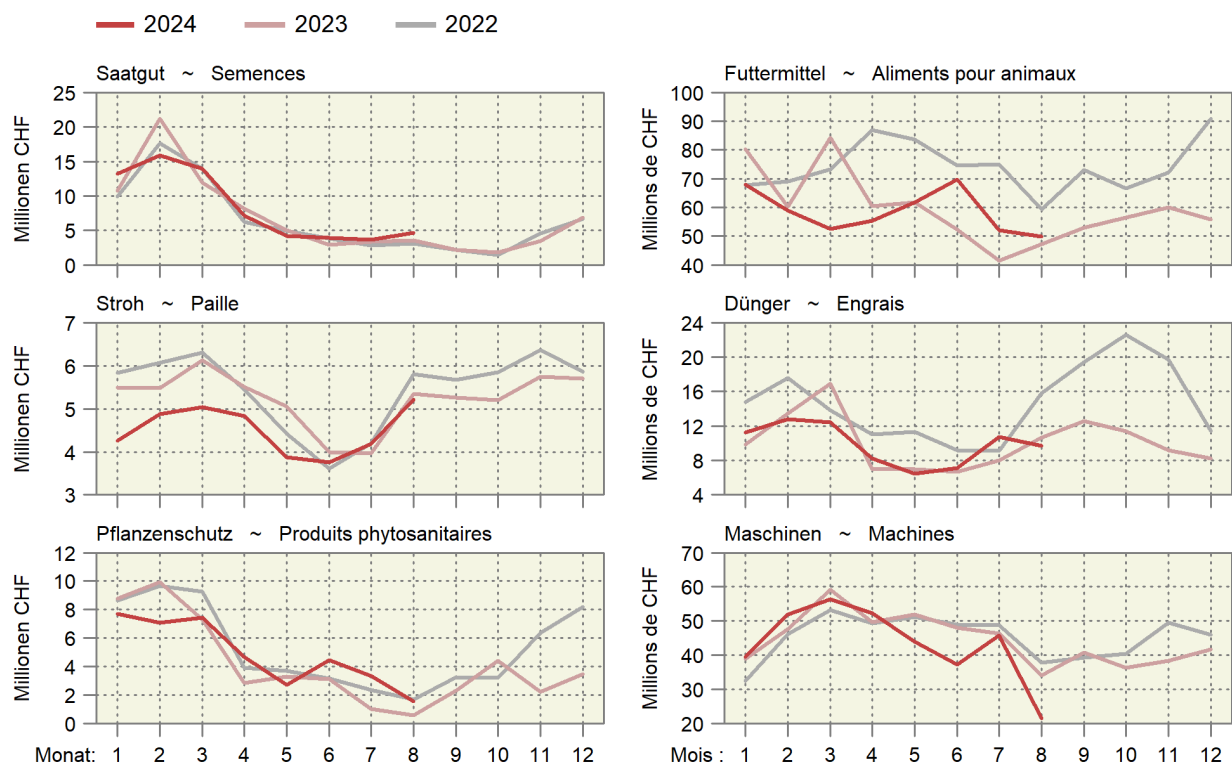 2024 2023 2022
Saatgut ~ Semences
Millionen CHF
25
20
15
10
5
0
Futtermittel ~ Aliments pour animaux
Millions de CHF
100
90
80
70
60
50
40
Stroh ~ Paille
Millionen CHF
7
6
5
4
3
Dünger ~ Engrais
Millions de CHF
24
20
16
12
8
4
Pflanzenschutz ~ Produits phytosanitaires
Millionen CHF
12
10
8
6
4
2
0
Monat: 1 2 3 4 5 6 7 8 9 10 11 12
Maschinen ~ Machines
Millions de CHF
70
60
50
40
30
20
Mois : 1 2 3 4 5 6 7 8 9 10 11 12